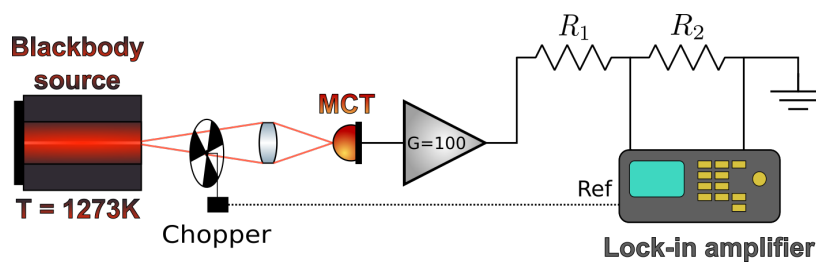 Blackbody
source
T = 1273K
Chopper
MCT
G=100
R₁
R₂
Ref
Lock-in amplifier